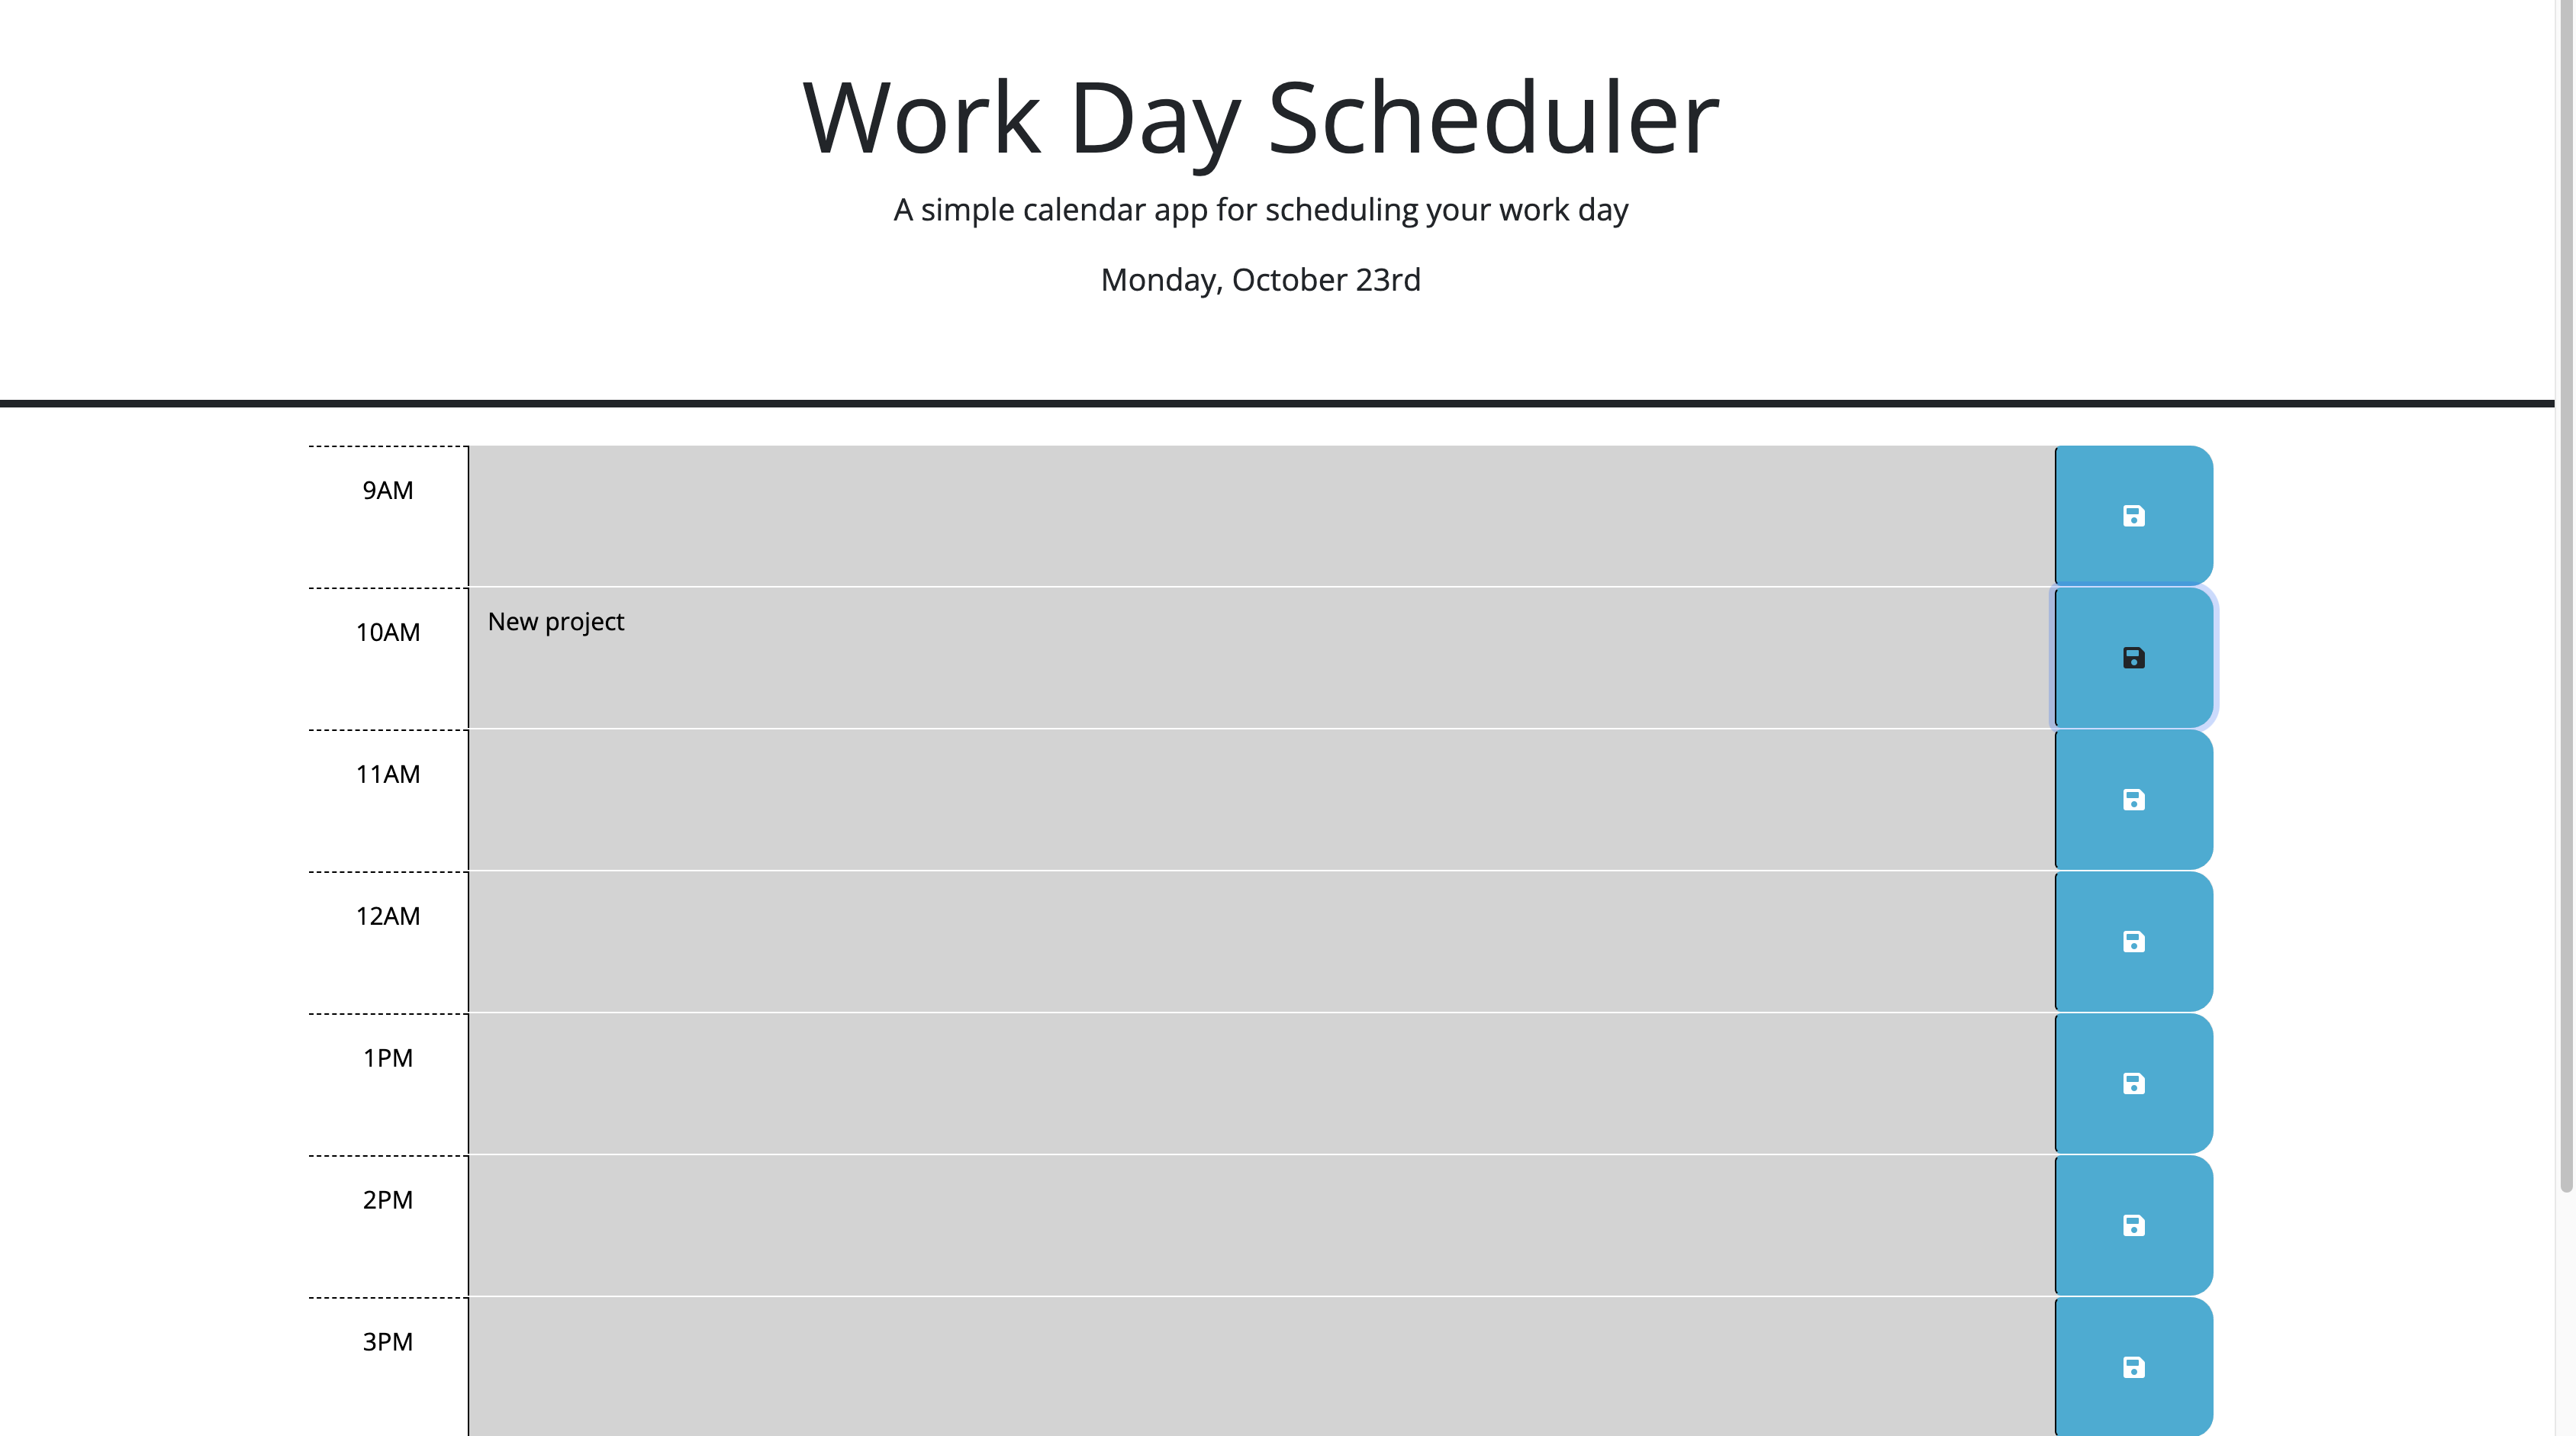 Work Day Scheduler
A simple calendar app for scheduling your work day
Monday, October 23rd
9AM
10AM
New project
11AM
12AM
1PM
2PM
3PM